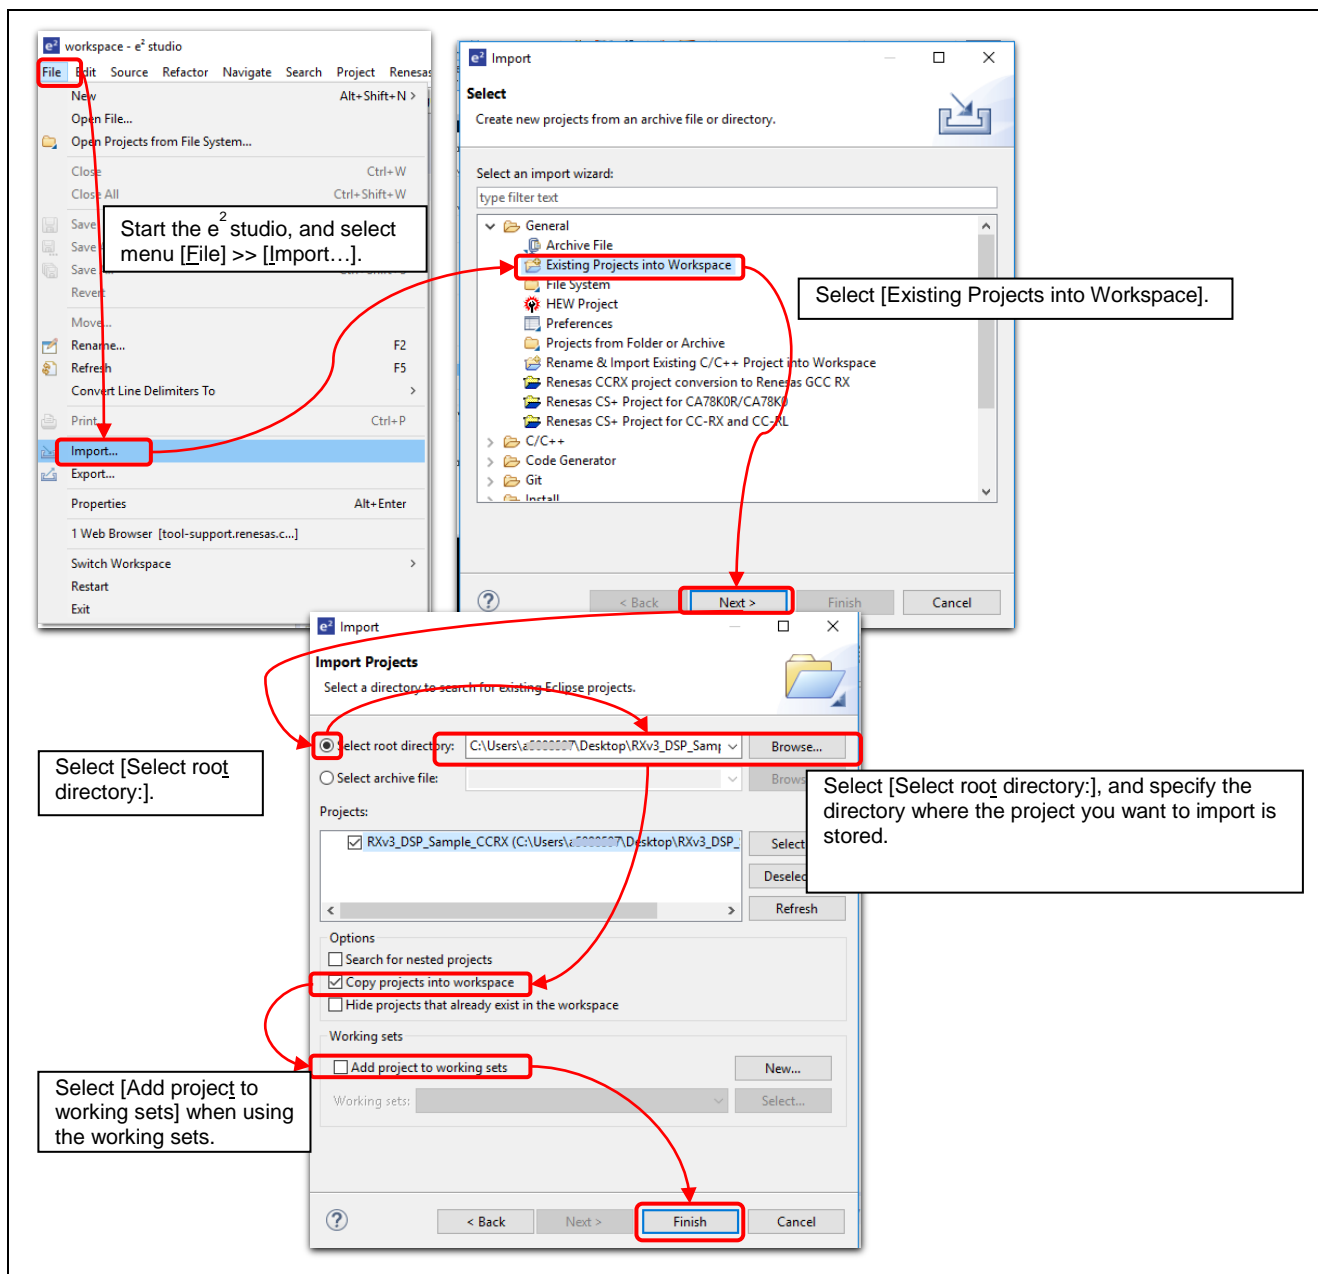 e² workspace - e² studio
File Edit Source Refactor Navigate Search Project Renesas
New Alt+Shift+N >
Open File...
Open Projects from File System...
Close Ctrl+W
Close All Ctrl+Shift+W
Save
Save
Save
Revert
Move...
Rename... F2
Refresh F5
Convert Line Delimiters To >
Print Ctrl+P
Import...
Export...
Properties Alt+Enter
1 Web Browser [tool-support.renesas.c...]
Switch Workspace >
Restart
Exit
Start the e² studio, and select
menu [File] >> [Import…].
e² Import
Select
Create new projects from an archive file or directory.
Select an import wizard:
type filter text
General
Archive File
Existing Projects into Workspace
File System
HEW Project
Preferences
Projects from Folder or Archive
Rename & Import Existing C/C++ Project into Workspace
Renesas CCRX project conversion to Renesas GCC RX
Renesas CS+ Project for CA78K0R/CA78K0
Renesas CS+ Project for CC-RX and CC-RL
> C/C++
> Code Generator
> Git
> Install
? < Back Next > Finish Cancel
Select [Existing Projects into Workspace].
e² Import
Import Projects
Select a directory to search for existing Eclipse projects.
Select root directory: Browse...
Select archive file:
Projects:
Select
Refresh
Options
Search for nested projects
Copy projects into workspace
Hide projects that already exist in the workspace
Working sets
Add project to working sets New...
Working sets: Select...
? < Back Next > Finish Cancel
Select [Select root
directory:].
Select [Select root directory:], and specify the
directory where the project you want to import is
stored.
Select [Add project to
working sets] when using
the working sets.